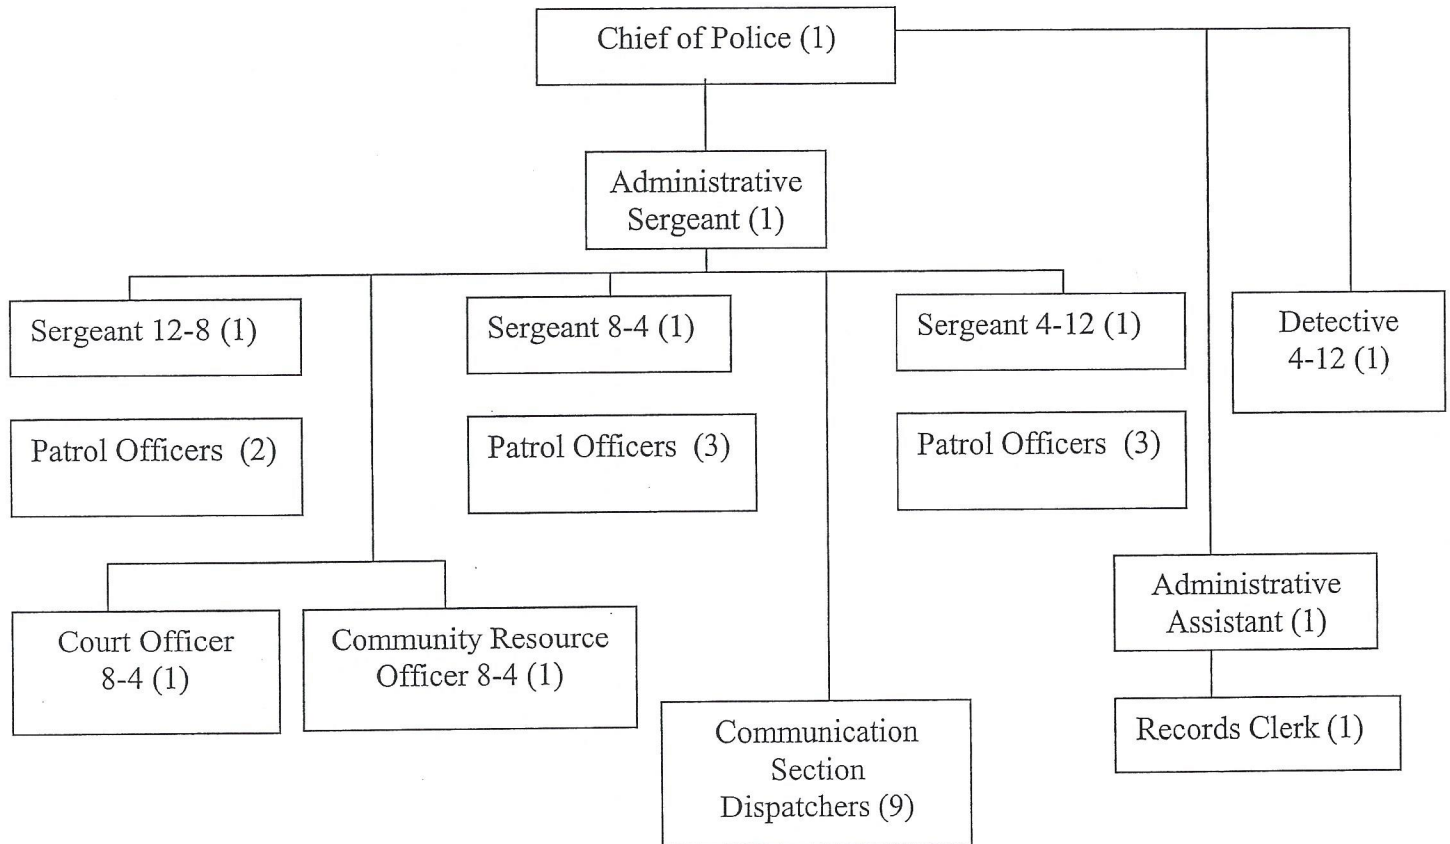 Chief of Police (1)
Administrative
Sergeant (1)
Sergeant 12-8 (1)
Sergeant 8-4 (1)
Sergeant 4-12 (1)
Detective
4-12 (1)
Patrol Officers (2)
Patrol Officers (3)
Patrol Officers (3)
Administrative
Assistant (1)
Court Officer
8-4 (1)
Community Resource
Officer 8-4 (1)
Records Clerk (1)
Communication
Section
Dispatchers (9)